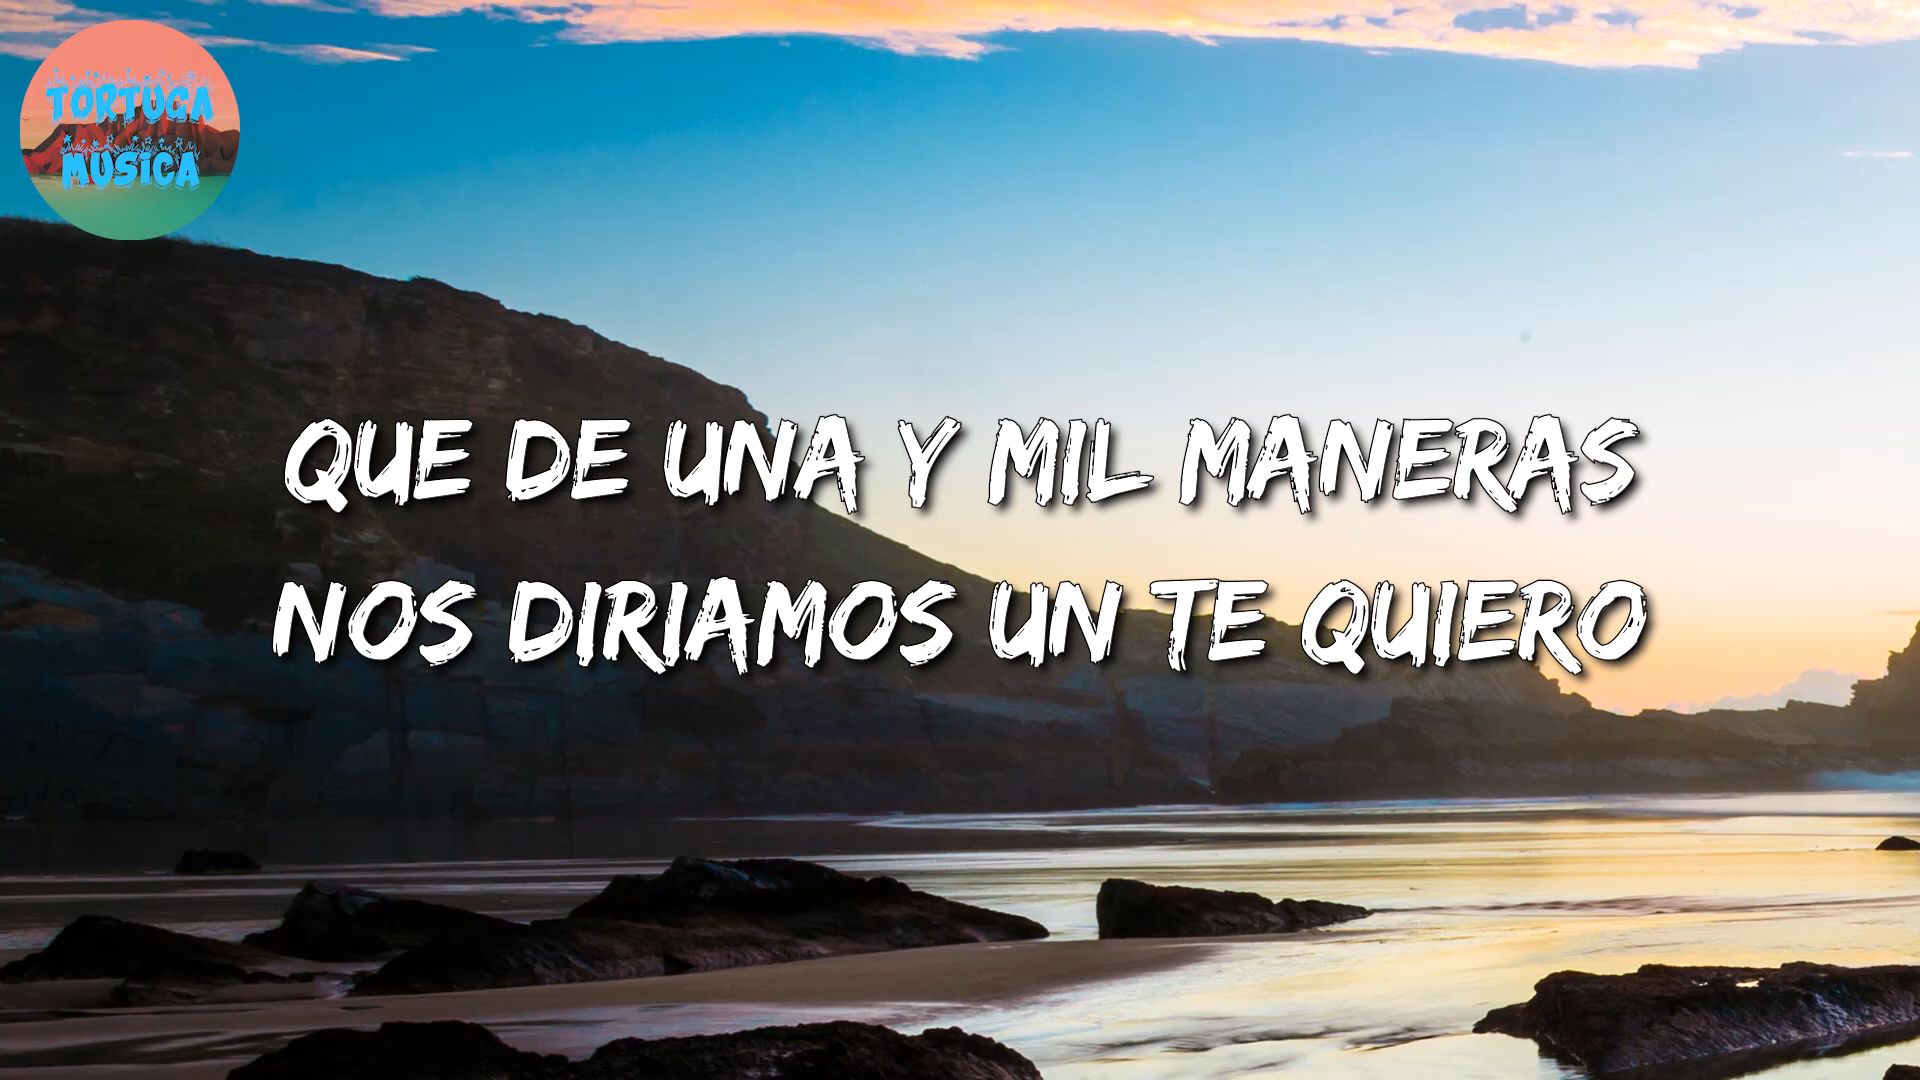 TORTUGA
MUSICA
QUE DE UNA Y MIL MANERAS
NOS DIRIAMOS UN TE QUIERO